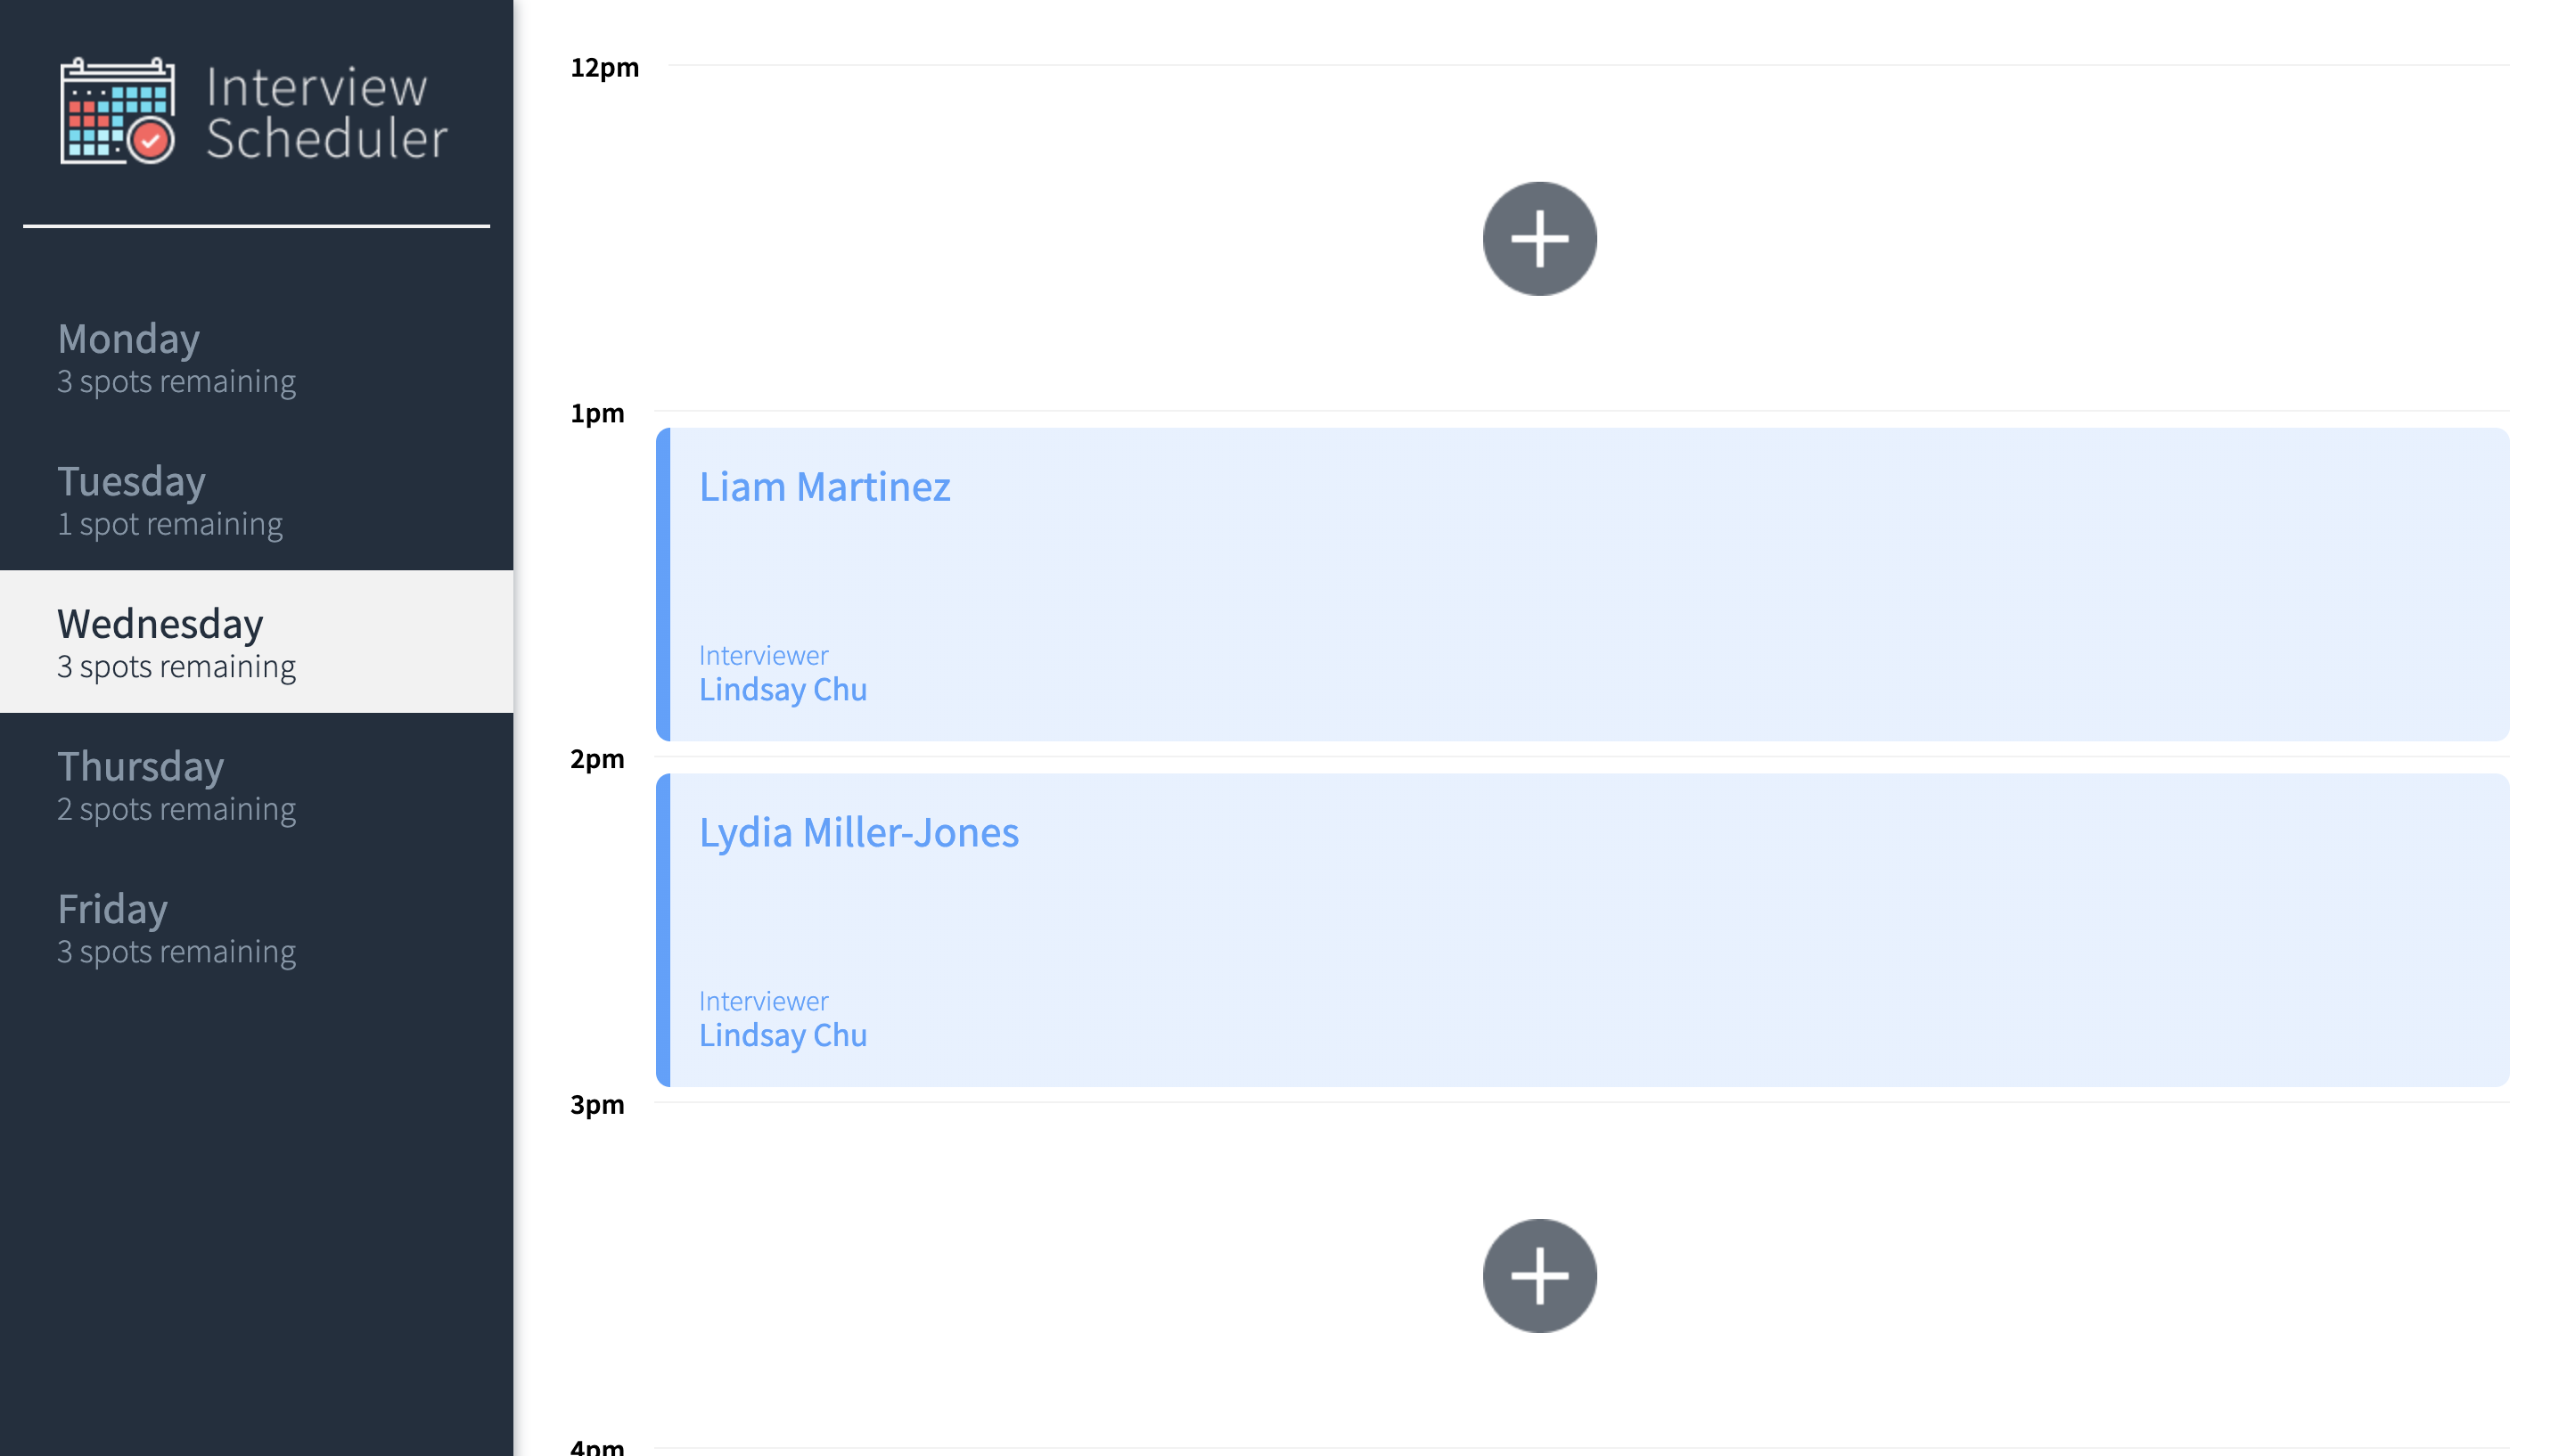 Interview
Scheduler
Monday
3 spots remaining
Tuesday
1 spot remaining
Wednesday
3 spots remaining
Thursday
2 spots remaining
Friday
3 spots remaining
12pm
1pm
Liam Martinez
Interviewer
Lindsay Chu
2pm
Lydia Miller-Jones
Interviewer
Lindsay Chu
3pm
4pm